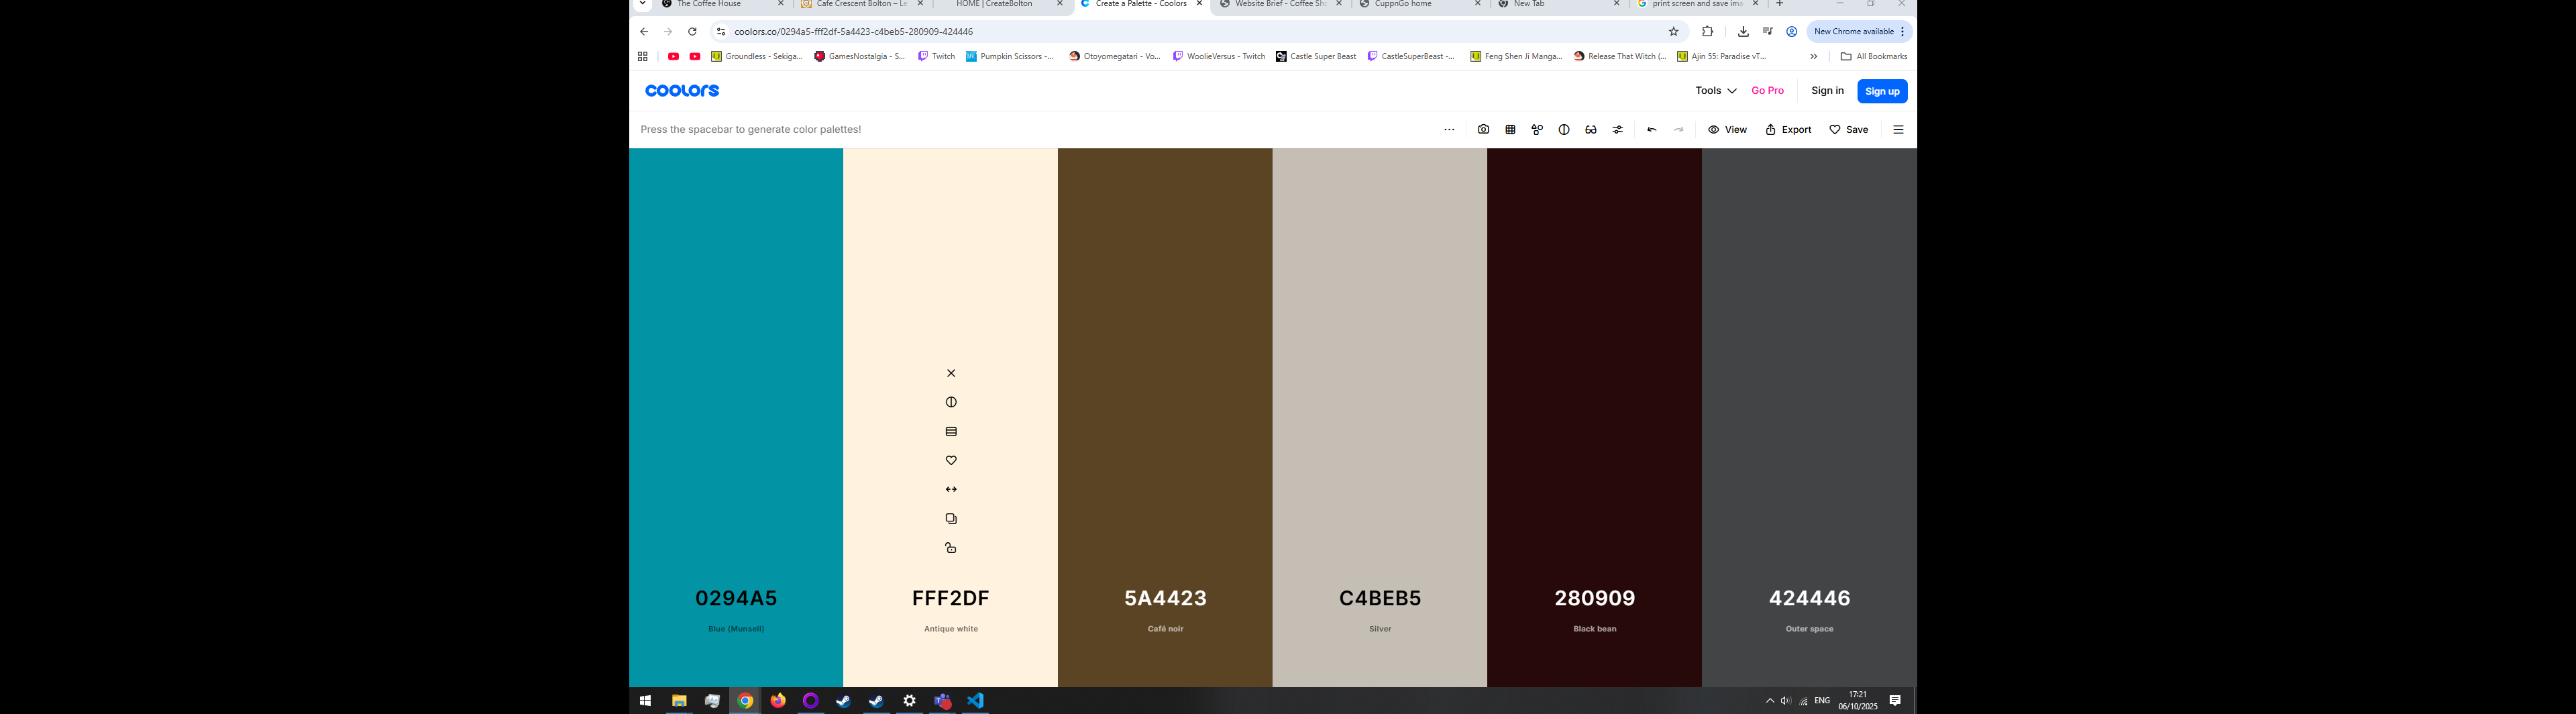 The Coffee House
Cafe Crescent Bolton – Le
HOME | CreateBolton
Create a Palette - Coolors
Website Brief - Coffee Sh
CuppnGo home
New Tab
print screen and save ima
coolors.co/0294a5-fff2df-5a4423-c4beb5-280909-424446
New Chrome available
Groundless - Sekiga...
GamesNostalgia - S...
Twitch
Pumpkin Scissors -...
Otoyomegatari - Vo...
WoolieVersus - Twitch
Castle Super Beast
CastleSuperBeast -...
Feng Shen Ji Manga...
Release That Witch (...
Ajin 55: Paradise vT...
All Bookmarks
coolors
Tools
Go Pro
Sign in
Sign up
Press the spacebar to generate color palettes!
View
Export
Save
0294A5
FFF2DF
5A4423
C4BEB5
280909
424446
Blue (Munsell)
Antique white
Café noir
Silver
Black bean
Outer space
ENG
17:21
06/10/2025